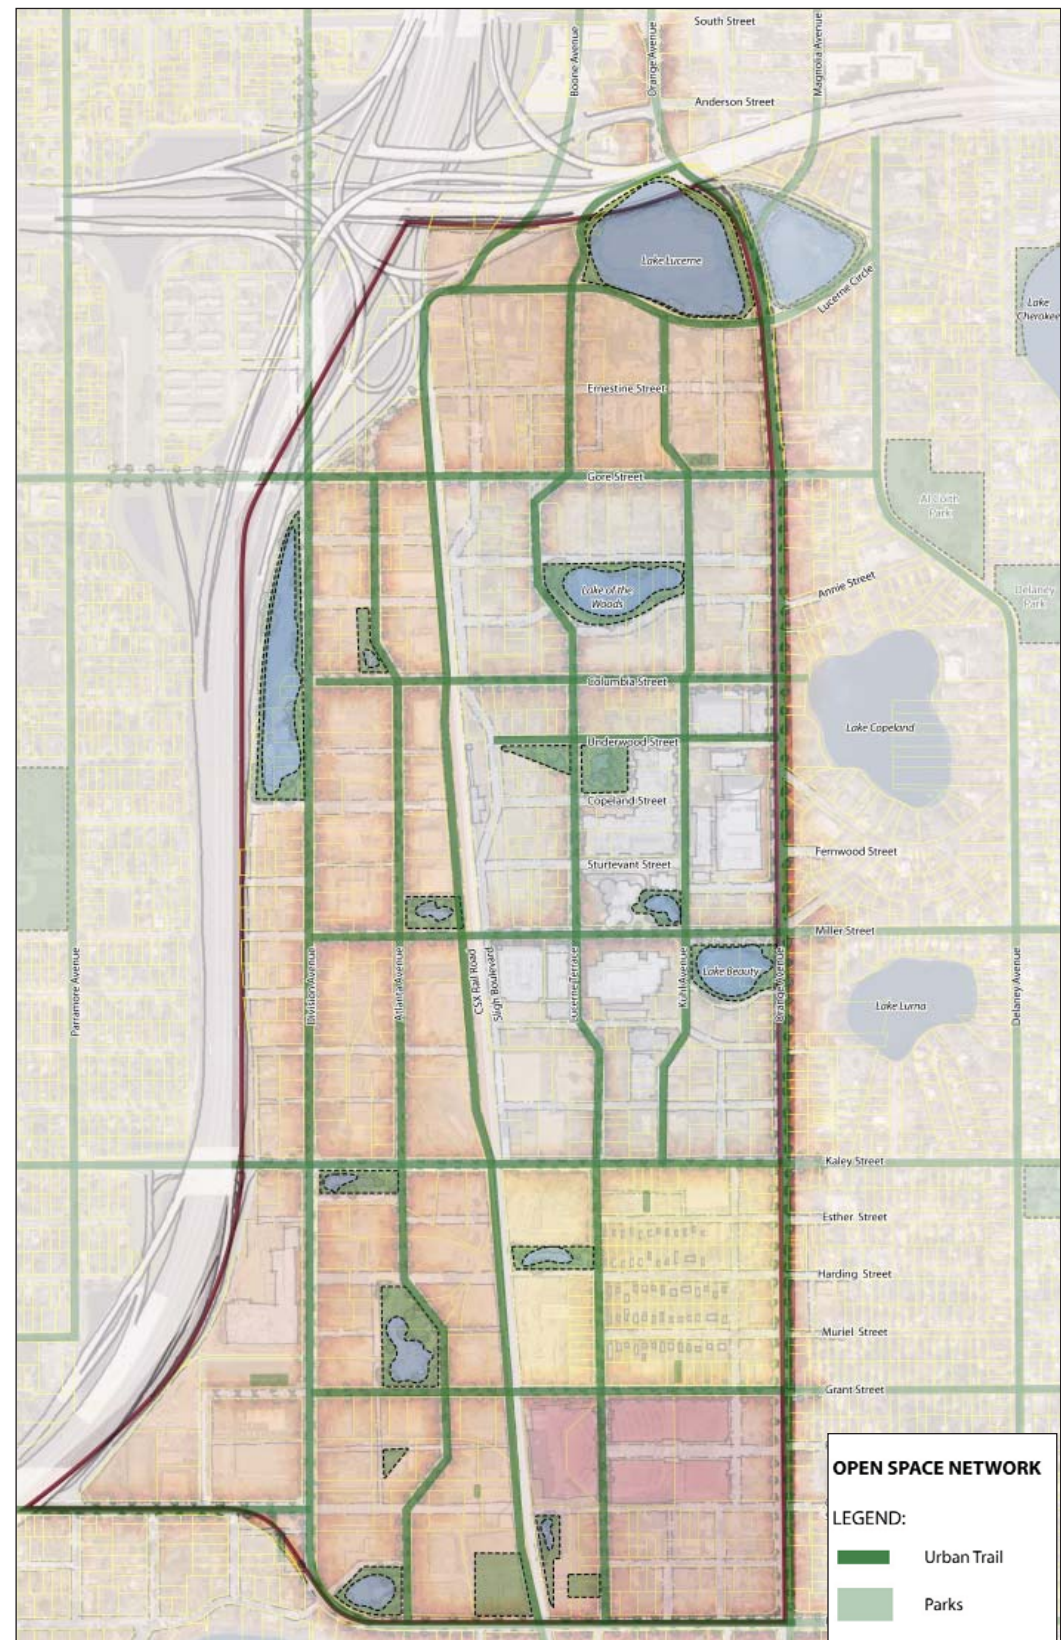 South Street
Boone Avenue
Orange Avenue
Magnolia Avenue
Anderson Street
Lake Lucerne
Lucerne Circle
Lake
Cherokee
Ernestine Street
Gore Street
Al Coith
Park
Annie Street
Lake of the
Woods
Delaney
Park
Columbia Street
Lake Copeland
Underwood Street
Copeland Street
Fernwood Street
Sturtevant Street
Miller Street
Parramore Avenue
Division Avenue
Atlanta Avenue
CSX Rail Road
Sligh Boulevard
Lucerne Terrace
Kuhl Avenue
Lake Beauty
Orange Avenue
Lake Lurna
Delaney Avenue
Kaley Street
Esther Street
Harding Street
Muriel Street
Grant Street
OPEN SPACE NETWORK
LEGEND:
Urban Trail
Parks